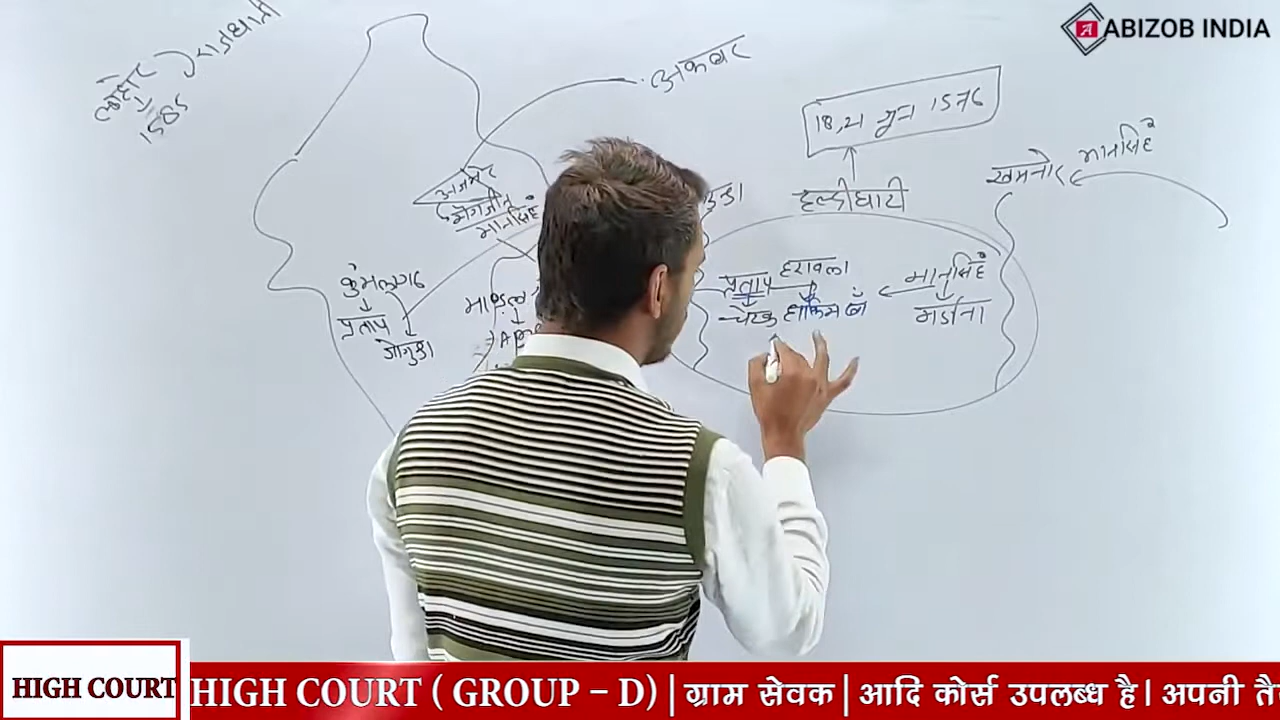 ABIZOB INDIA
लाहौर
1585
राजधानी
अकबर
18, 21 जून 1576
हल्दीघाटी
मानसिंह
खमनोर
अजमेर
मानसिंह
कुंभलगढ
प्रताप
हरावल
प्रताप
हाकिम खाँ
मानसिंह
मर्डाना
HIGH COURT
HIGH COURT ( GROUP – D) | ग्राम सेवक | आदि कोर्स उपलब्ध है। अपनी तै